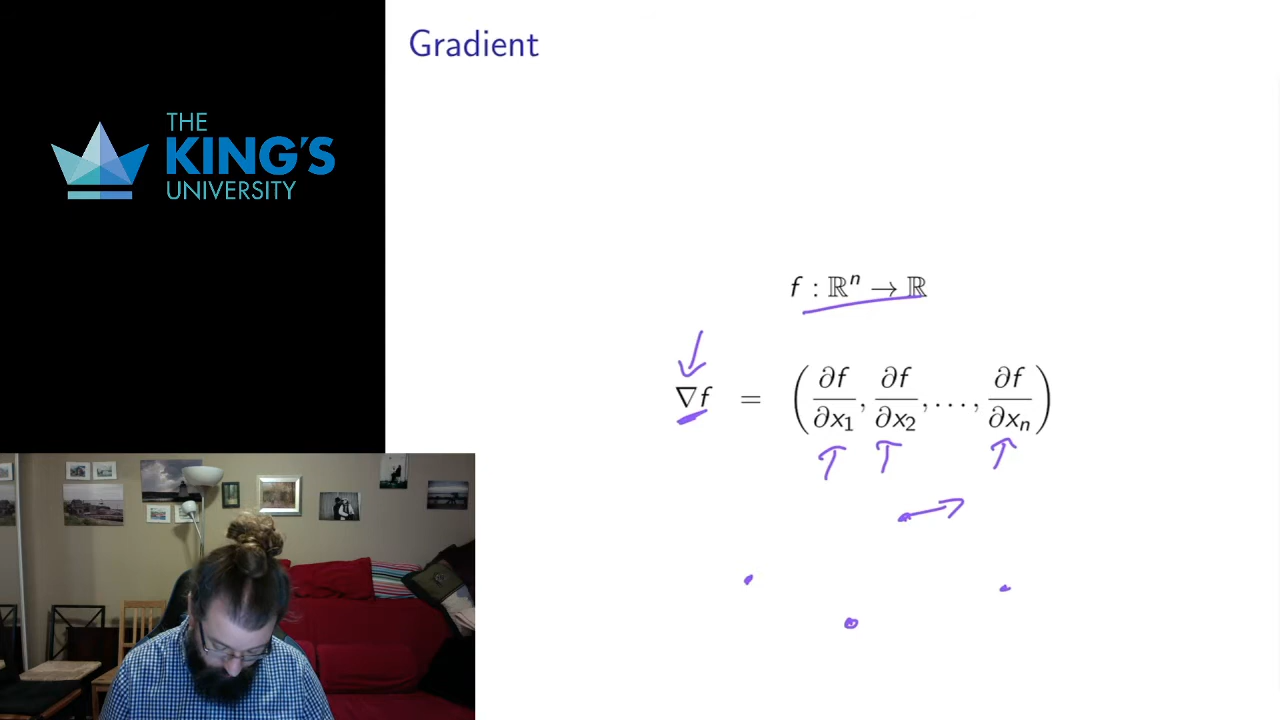 THE
KING'S
UNIVERSITY
Gradient
f : ℝⁿ → ℝ
∇f = (∂f/∂x₁, ∂f/∂x₂, . . . , ∂f/∂xₙ)